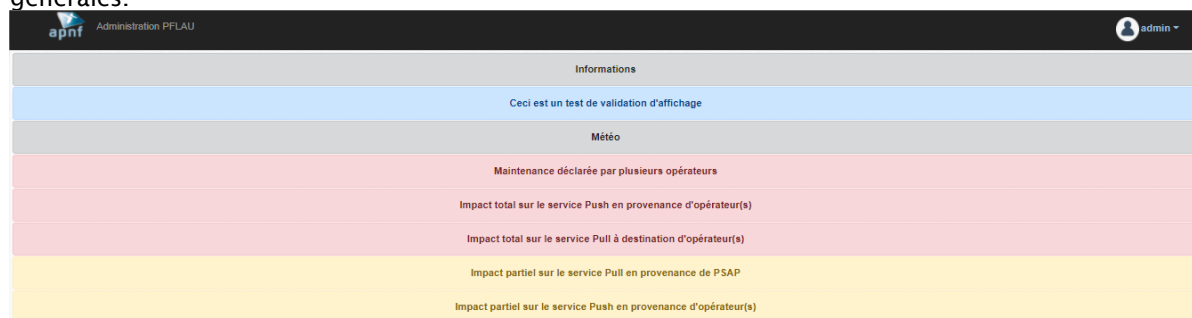 générales.
apnf Administration PFLAU admin
Informations
Ceci est un test de validation d'affichage
Météo
Maintenance déclarée par plusieurs opérateurs
Impact total sur le service Push en provenance d'opérateur(s)
Impact total sur le service Pull à destination d'opérateur(s)
Impact partiel sur le service Pull en provenance de PSAP
Impact partiel sur le service Push en provenance d'opérateur(s)